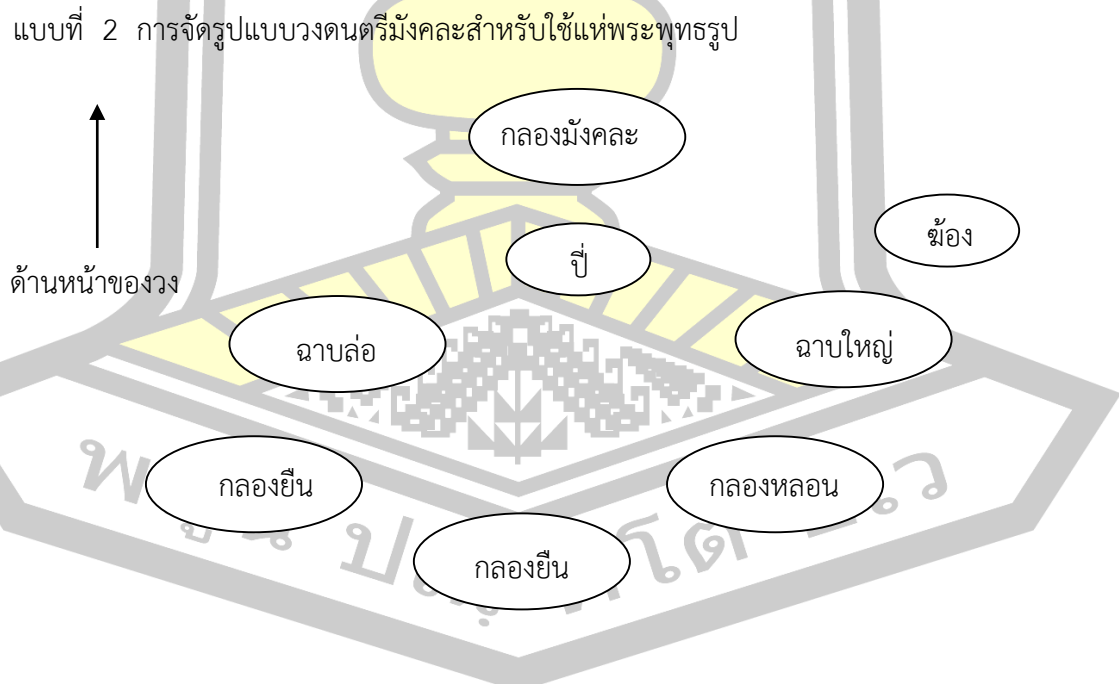 แบบที่ 2 การจัดรูปแบบวงดนตรีมังคละสำหรับใช้แห่พระพุทธรูป
กลองมังคละ
ฆ้อง
ปี่
ด้านหน้าของวง
ฉาบล่อ
ฉาบใหญ่
กลองยืน
กลองหลอน
กลองยืน